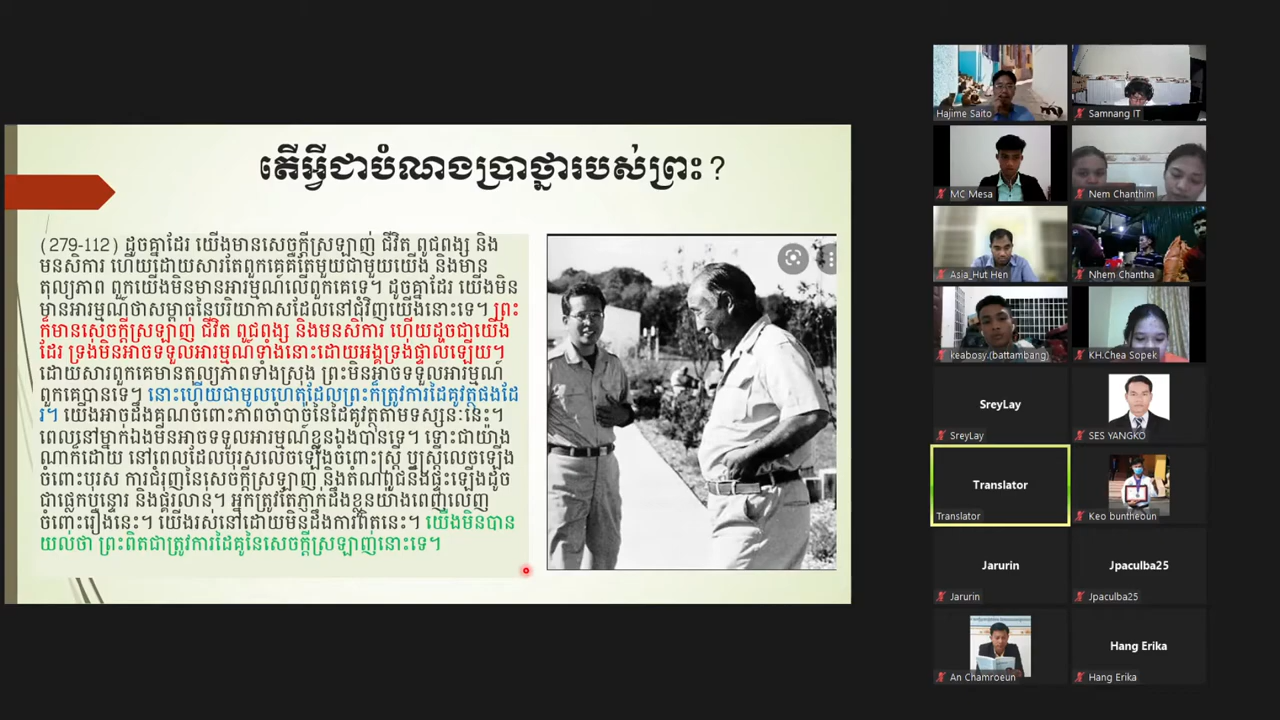 តើអ្វីជាបំណងប្រាថ្នារបស់ព្រះ?
(279-112) ដូចគ្នាដែរ យើងមានសេចក្តីស្រឡាញ់ ជីវិត ពូជពង្ស និង
មនសិការ ហើយដោយសារតែពួកគេគឺតែមួយជាមួយយើង និងមាន
តុល្យភាព ពួកយើងមិនមានអារម្មណ៍លើពួកគេទេ។ ដូចគ្នាដែរ យើងមិន
មានអារម្មណ៍ថាសម្ពាធនៃបរិយាកាសដែលនៅជុំវិញយើងនោះទេ។ ព្រះ
ក៏មានសេចក្តីស្រឡាញ់ ជីវិត ពូជពង្ស និងមនសិការ ហើយដូចជាយើង
ដែរ ទ្រង់មិនអាចទទួលអារម្មណ៍ទាំងនោះដោយអង្គទ្រង់ផ្ទាល់ឡើយ។
ដោយសារពួកគេមានតុល្យភាពទាំងស្រុង ព្រះមិនអាចទទួលអារម្មណ៍
ពួកគេបានទេ។ នោះហើយជាមូលហេតុដែលព្រះក៏ត្រូវការដៃគូវត្ថុផងដែ
រ។ យើងអាចដឹងគុណចំពោះភាពចាំបាច់នៃដៃគូវត្ថុតាមទស្សនៈនេះ។
ពេលនៅម្នាក់ឯងមិនអាចទទួលអារម្មណ៍ខ្លួនឯងបានទេ។ ទោះជាយ៉ាង
ណាក៏ដោយ នៅពេលដែលបុរសលេចឡើងចំពោះស្ត្រី ឬស្ត្រីលេចឡើង
ចំពោះបុរស ការជំរុញនៃសេចក្តីស្រឡាញ់ និងតំណពូជនឹងផ្ទុះឡើងដូច
ជាផ្លេកបន្ទោរ និងផ្គរលាន់។ អ្នកត្រូវតែភ្ញាក់ដឹងខ្លួនយ៉ាងពេញលេញ
ចំពោះរឿងនេះ។ យើងរស់នៅដោយមិនដឹងការពិតនេះ។ យើងមិនបាន
យល់ថា ព្រះពិតជាត្រូវការដៃគូនៃសេចក្តីស្រឡាញ់នោះទេ។
Hajime Saito
Samnang IT
MC Mesa
Nem Chanthim
Asia_Hut Hen
Nhem Chantha
keabosy.(battambang)
KH.Chea Sopek
SreyLay
SreyLay
SES YANGKO
Translator
Translator
Keo buntheoun
Jarurin
Jarurin
Jpaculba25
Jpaculba25
An Chamroeun
Hang Erika
Hang Erika